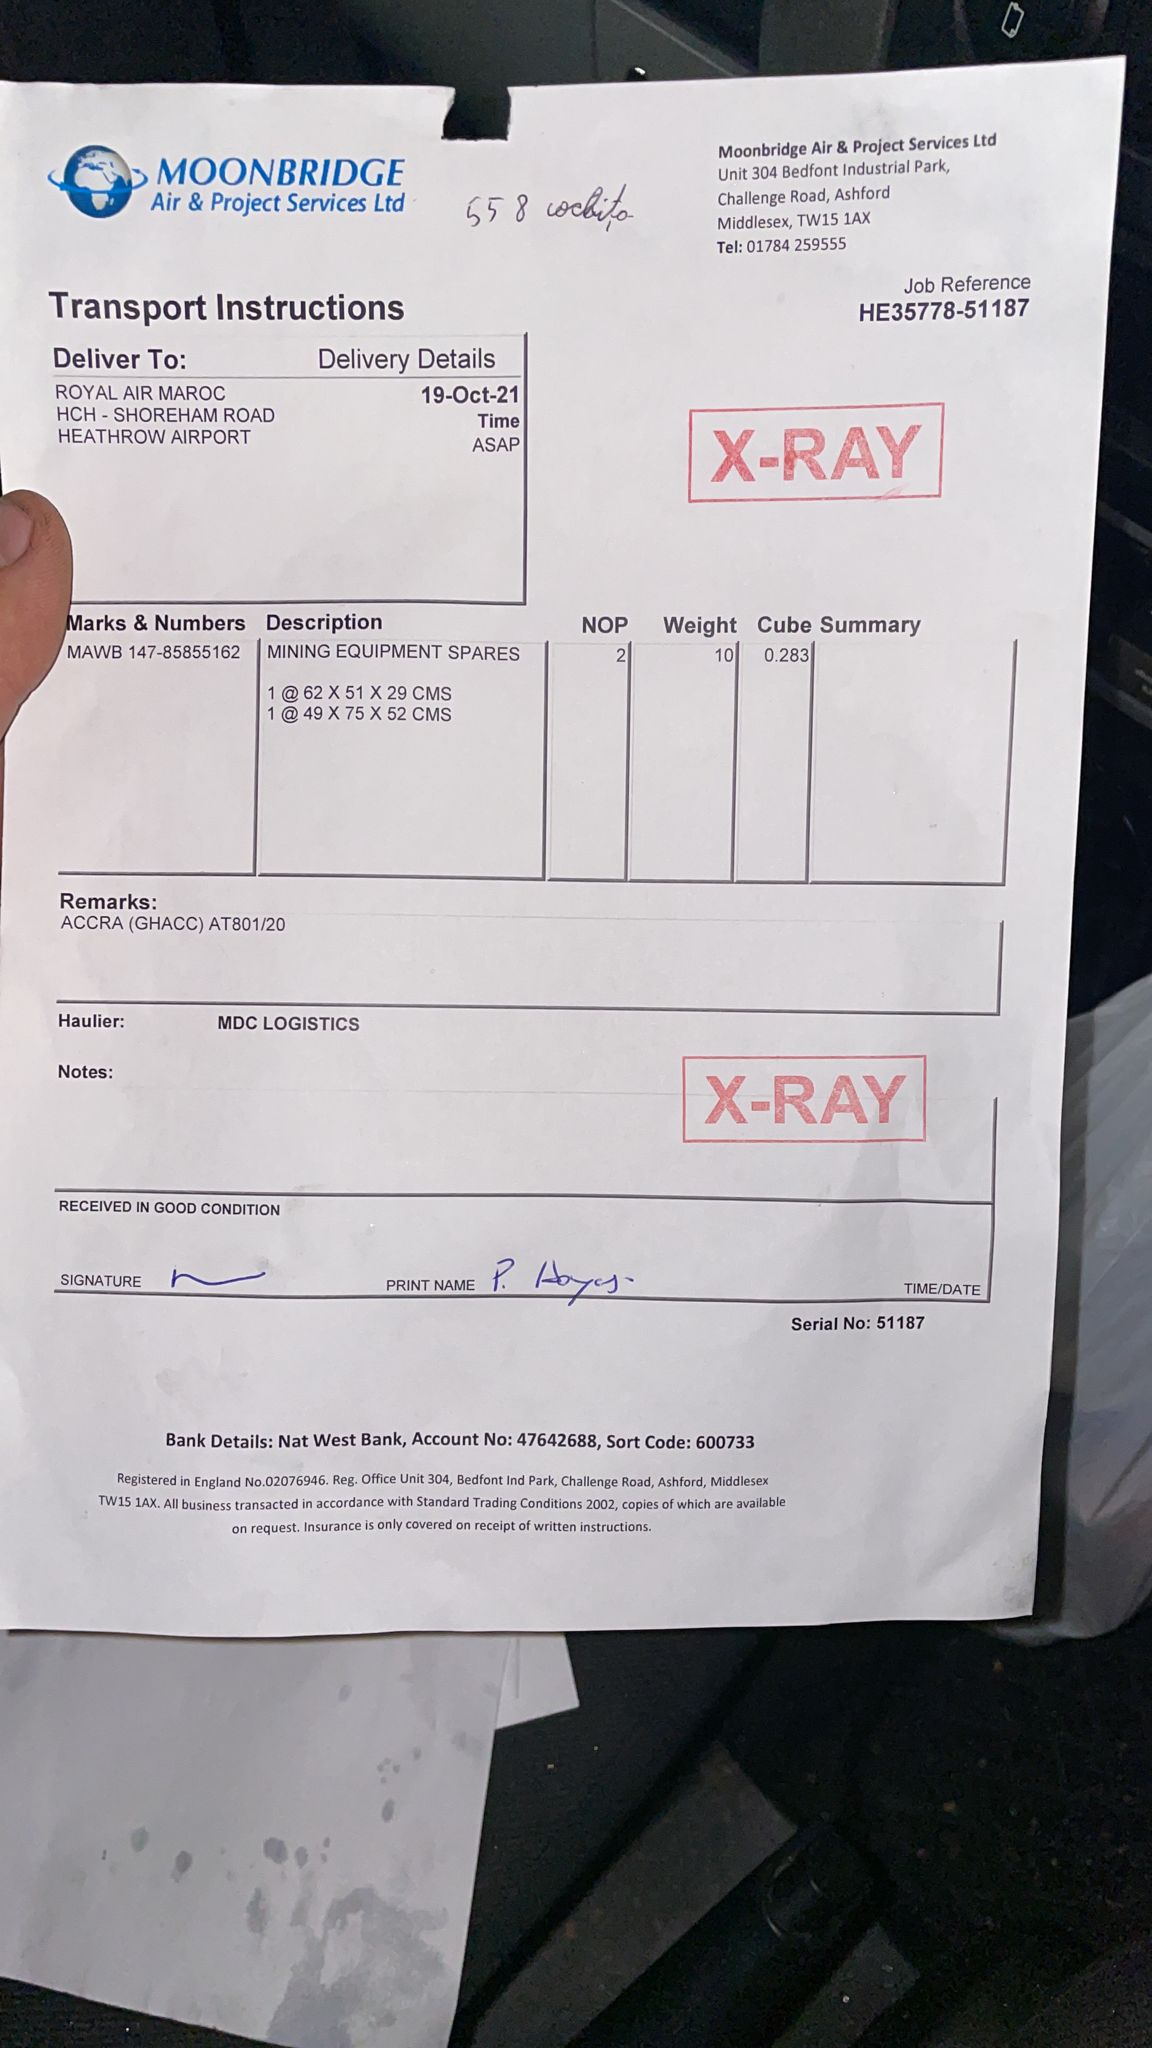 MOONBRIDGE
Air & Project Services Ltd
558
Moonbridge Air & Project Services Ltd
Unit 304 Bedfont Industrial Park,
Challenge Road, Ashford
Middlesex, TW15 1AX
Tel: 01784 259555
Job Reference
HE35778-51187
Transport Instructions
Deliver To: Delivery Details
ROYAL AIR MAROC 19-Oct-21
HCH - SHOREHAM ROAD Time
HEATHROW AIRPORT ASAP
X-RAY
Marks & Numbers Description NOP Weight Cube Summary
MAWB 147-85855162 MINING EQUIPMENT SPARES 2 10 0.283
1 @ 62 X 51 X 29 CMS
1 @ 49 X 75 X 52 CMS
Remarks:
ACCRA (GHACC) AT801/20
Haulier: MDC LOGISTICS
Notes:
X-RAY
RECEIVED IN GOOD CONDITION
SIGNATURE PRINT NAME P. Hayes TIME/DATE
Serial No: 51187
Bank Details: Nat West Bank, Account No: 47642688, Sort Code: 600733
Registered in England No.02076946. Reg. Office Unit 304, Bedfont Ind Park, Challenge Road, Ashford, Middlesex
TW15 1AX. All business transacted in accordance with Standard Trading Conditions 2002, copies of which are available
on request. Insurance is only covered on receipt of written instructions.